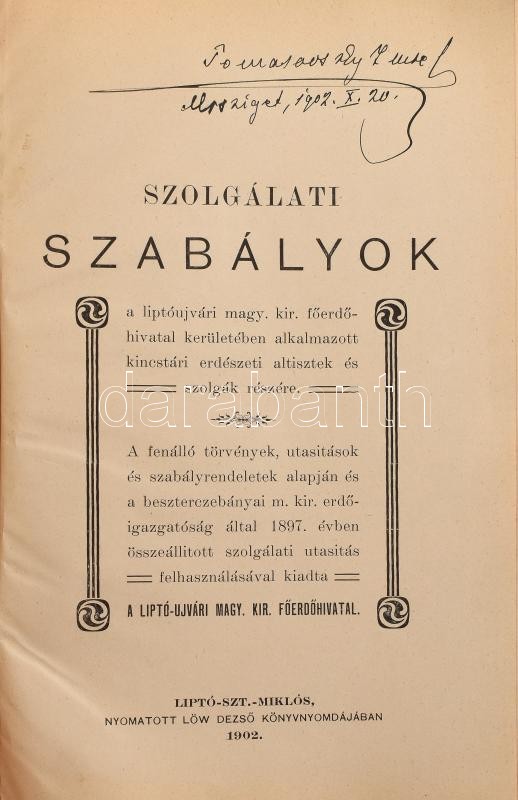 Tomasovszky Imre
Mrsziget, 1902. X. 20.
SZOLGÁLATI
SZABÁLYOK
a liptóujvári magy. kir. főerdő-
hivatal kerületében alkalmazott
kincstári erdészeti altisztek és
szolgák részére.
darabanth
A fenálló törvények, utasitások
és szabályrendeletek alapján és
a beszterczebányai m. kir. erdő-
igazgatóság által 1897. évben
összeállitott szolgálati utasitás
felhasználásával kiadta
A LIPTÓ-UJVÁRI MAGY. KIR. FŐERDŐHIVATAL.
LIPTÓ-SZT.-MIKLÓS,
NYOMATOTT LÖW DEZSŐ KÖNYVNYOMDÁJÁBAN
1902.